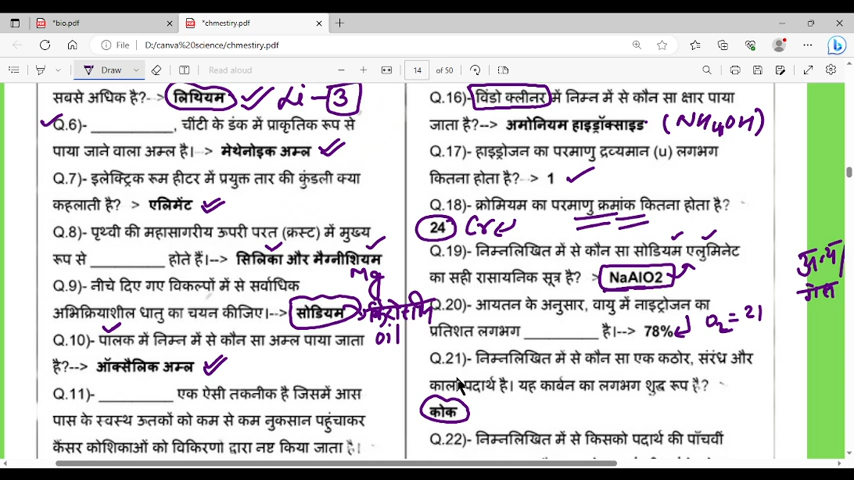 *bio.pdf
*chmestiry.pdf
File
D:/canva%20science/chmestiry.pdf
Draw
Read aloud
14 of 50
सबसे अधिक है?-> लिथियम Li - 3
Q.6)- __________, चींटी के डंक में प्राकृतिक रूप से
पाया जाने वाला अम्ल है।-> मेथेनोइक अम्ल
Q.7)- इलेक्ट्रिक रूम हीटर में प्रयुक्त तार की कुंडली क्या
कहलाती है? > एलिमेंट
Q.8)- पृथ्वी की महासागरीय ऊपरी परत (क्रस्ट) में मुख्य
रूप से __________ होते हैं।> सिलिका और मैग्नीशियम
Mg
Q.9)- नीचे दिए गए विकल्पों में से सर्वाधिक
अभिक्रियाशील धातु का चयन कीजिए।-> सोडियम
oil
Q.10)- पालक में निम्न में से कौन सा अम्ल पाया जाता
है?-> ऑक्सैलिक अम्ल
Q.11)- __________ एक ऐसी तकनीक है जिसमें आस
पास के स्वस्थ ऊतकों को कम से कम नुकसान पहुंचाकर
कैंसर कोशिकाओं को विकिरणों द्वारा नष्ट किया जाता है।
Q.16)- विंडो क्लीनर में निम्न में से कौन सा क्षार पाया
जाता है?--> अमोनियम हाइड्रॉक्साइड (NH4OH)
Q.17)- हाइड्रोजन का परमाणु द्रव्यमान (u) लगभग
कितना होता है?-> 1
Q.18)- क्रोमियम का परमाणु क्रमांक कितना होता है?
24 Cr
Q.19)- निम्नलिखित में से कौन सा सोडियम एलुमिनेट
का सही रासायनिक सूत्र है? > NaAlO2
Q.20)- आयतन के अनुसार, वायु में नाइट्रोजन का
प्रतिशत लगभग __________ है।--> 78% O2 = 21
Q.21)- निम्नलिखित में से कौन सा एक कठोर, संरंध्र और
काला पदार्थ है। यह कार्बन का लगभग शुद्ध रूप है?
कोक
Q.22)- निम्नलिखित में से किसको पदार्थ की पाँचवीं
अन्य
गैस